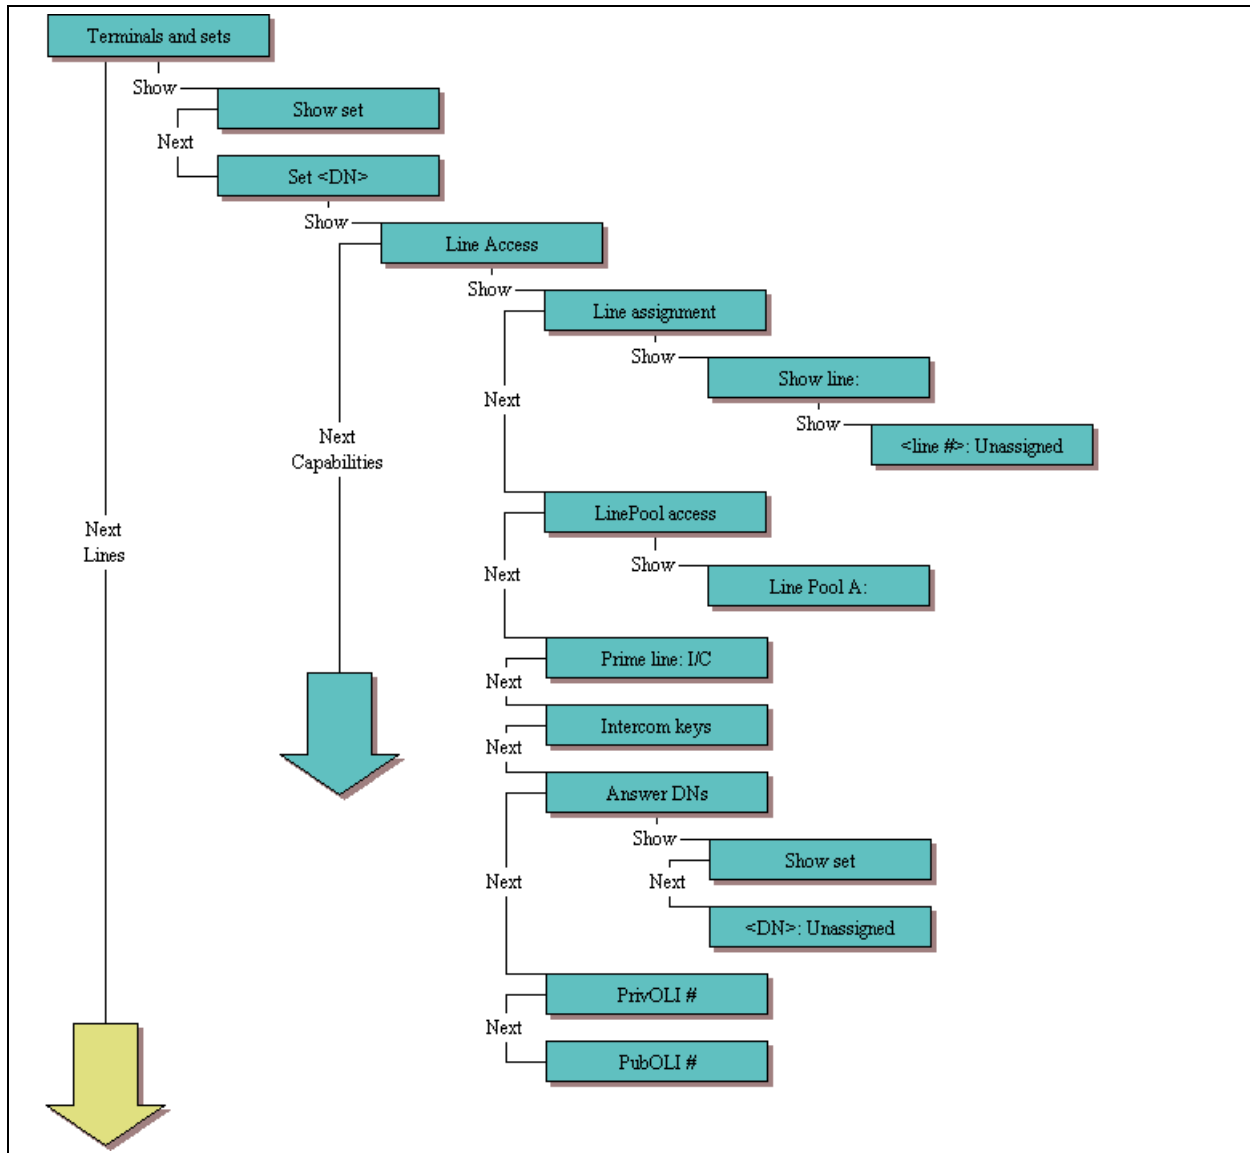 Terminals and sets
Show
Show set
Next
Set <DN>
Show
Line Access
Show
Line assignment
Show
Show line:
Show
<line #>: Unassigned
Next
Next
Capabilities
LinePool access
Next
Lines
Show
Line Pool A:
Next
Prime line: I/C
Next
Intercom keys
Next
Answer DNs
Show
Show set
Next
Next
<DN>: Unassigned
PrivOLI #
Next
PubOLI #